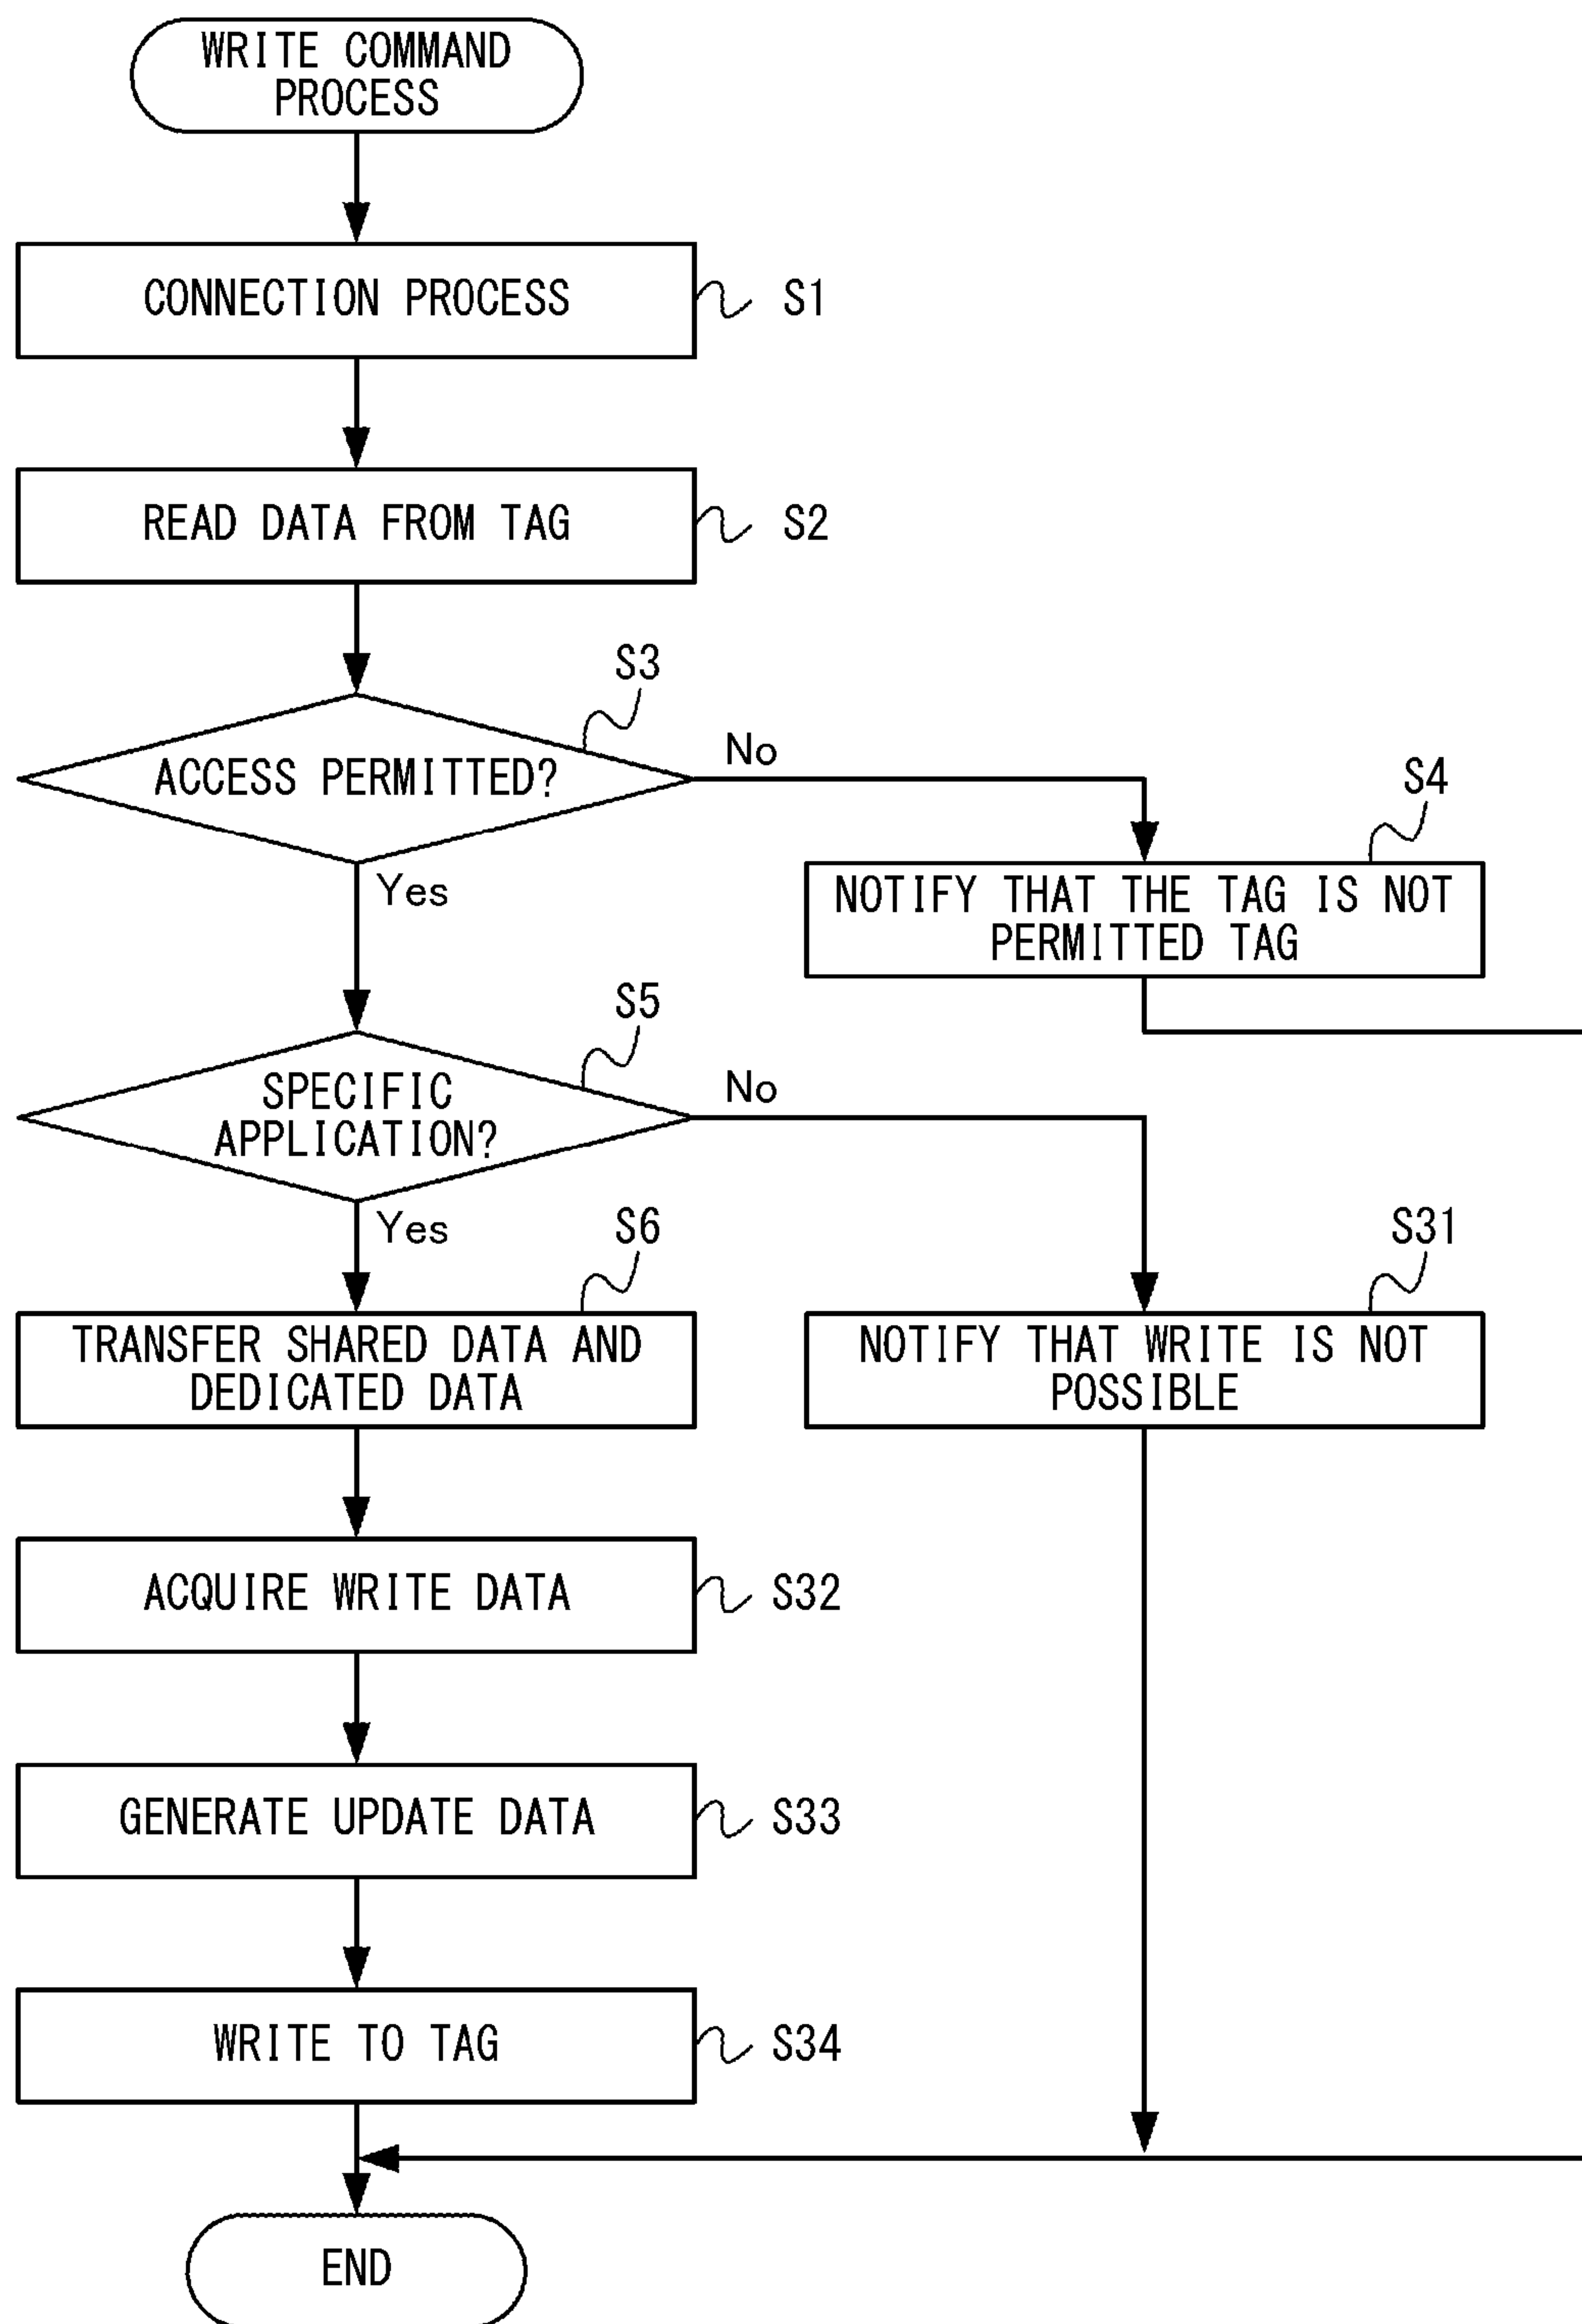 WRITE COMMAND
PROCESS
CONNECTION PROCESS
S1
READ DATA FROM TAG
S2
S3
ACCESS PERMITTED?
No
Yes
S4
NOTIFY THAT THE TAG IS NOT
PERMITTED TAG
S5
SPECIFIC
APPLICATION?
No
Yes
S6
TRANSFER SHARED DATA AND
DEDICATED DATA
S31
NOTIFY THAT WRITE IS NOT
POSSIBLE
ACQUIRE WRITE DATA
S32
GENERATE UPDATE DATA
S33
WRITE TO TAG
S34
END